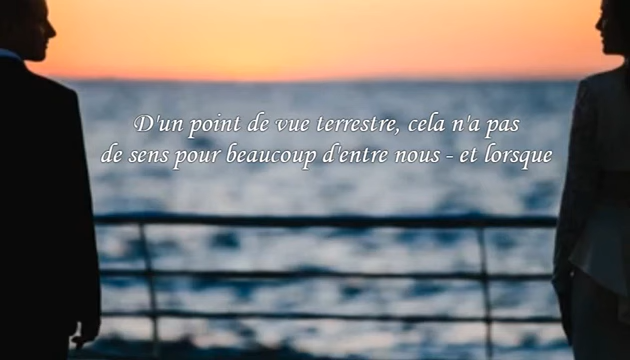 D'un point de vue terrestre, cela n'a pas
de sens pour beaucoup d'entre nous - et lorsque